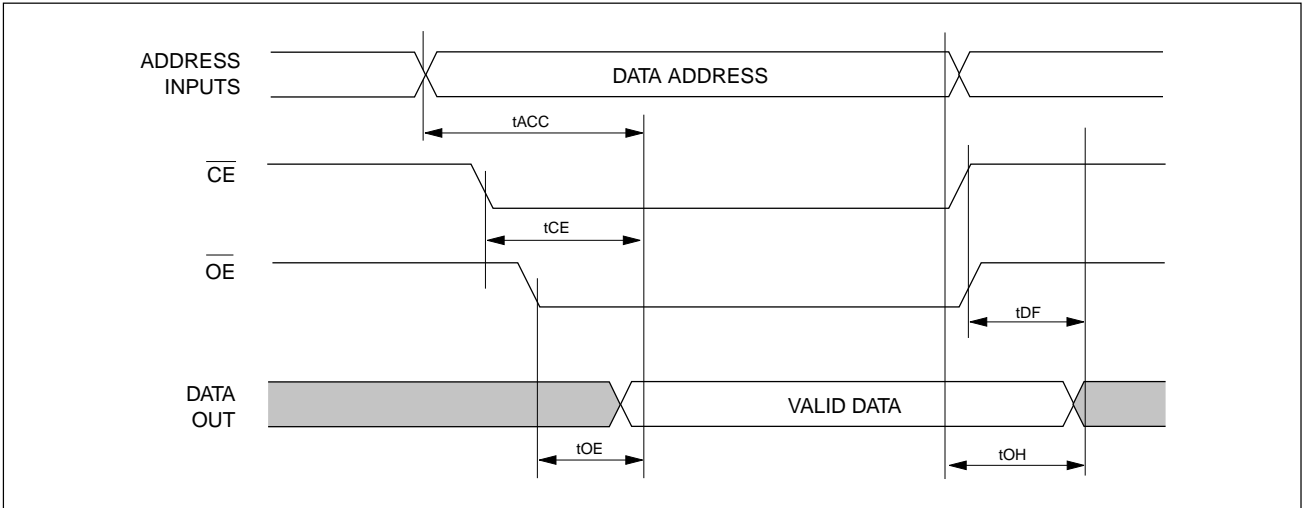 ADDRESS
INPUTS
DATA ADDRESS
tACC
CE
tCE
OE
tDF
DATA
OUT
VALID DATA
tOE
tOH